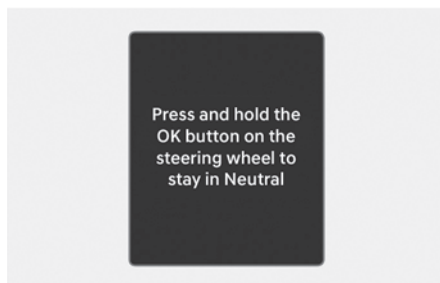 Press and hold the
OK button on the
steering wheel to
stay in Neutral